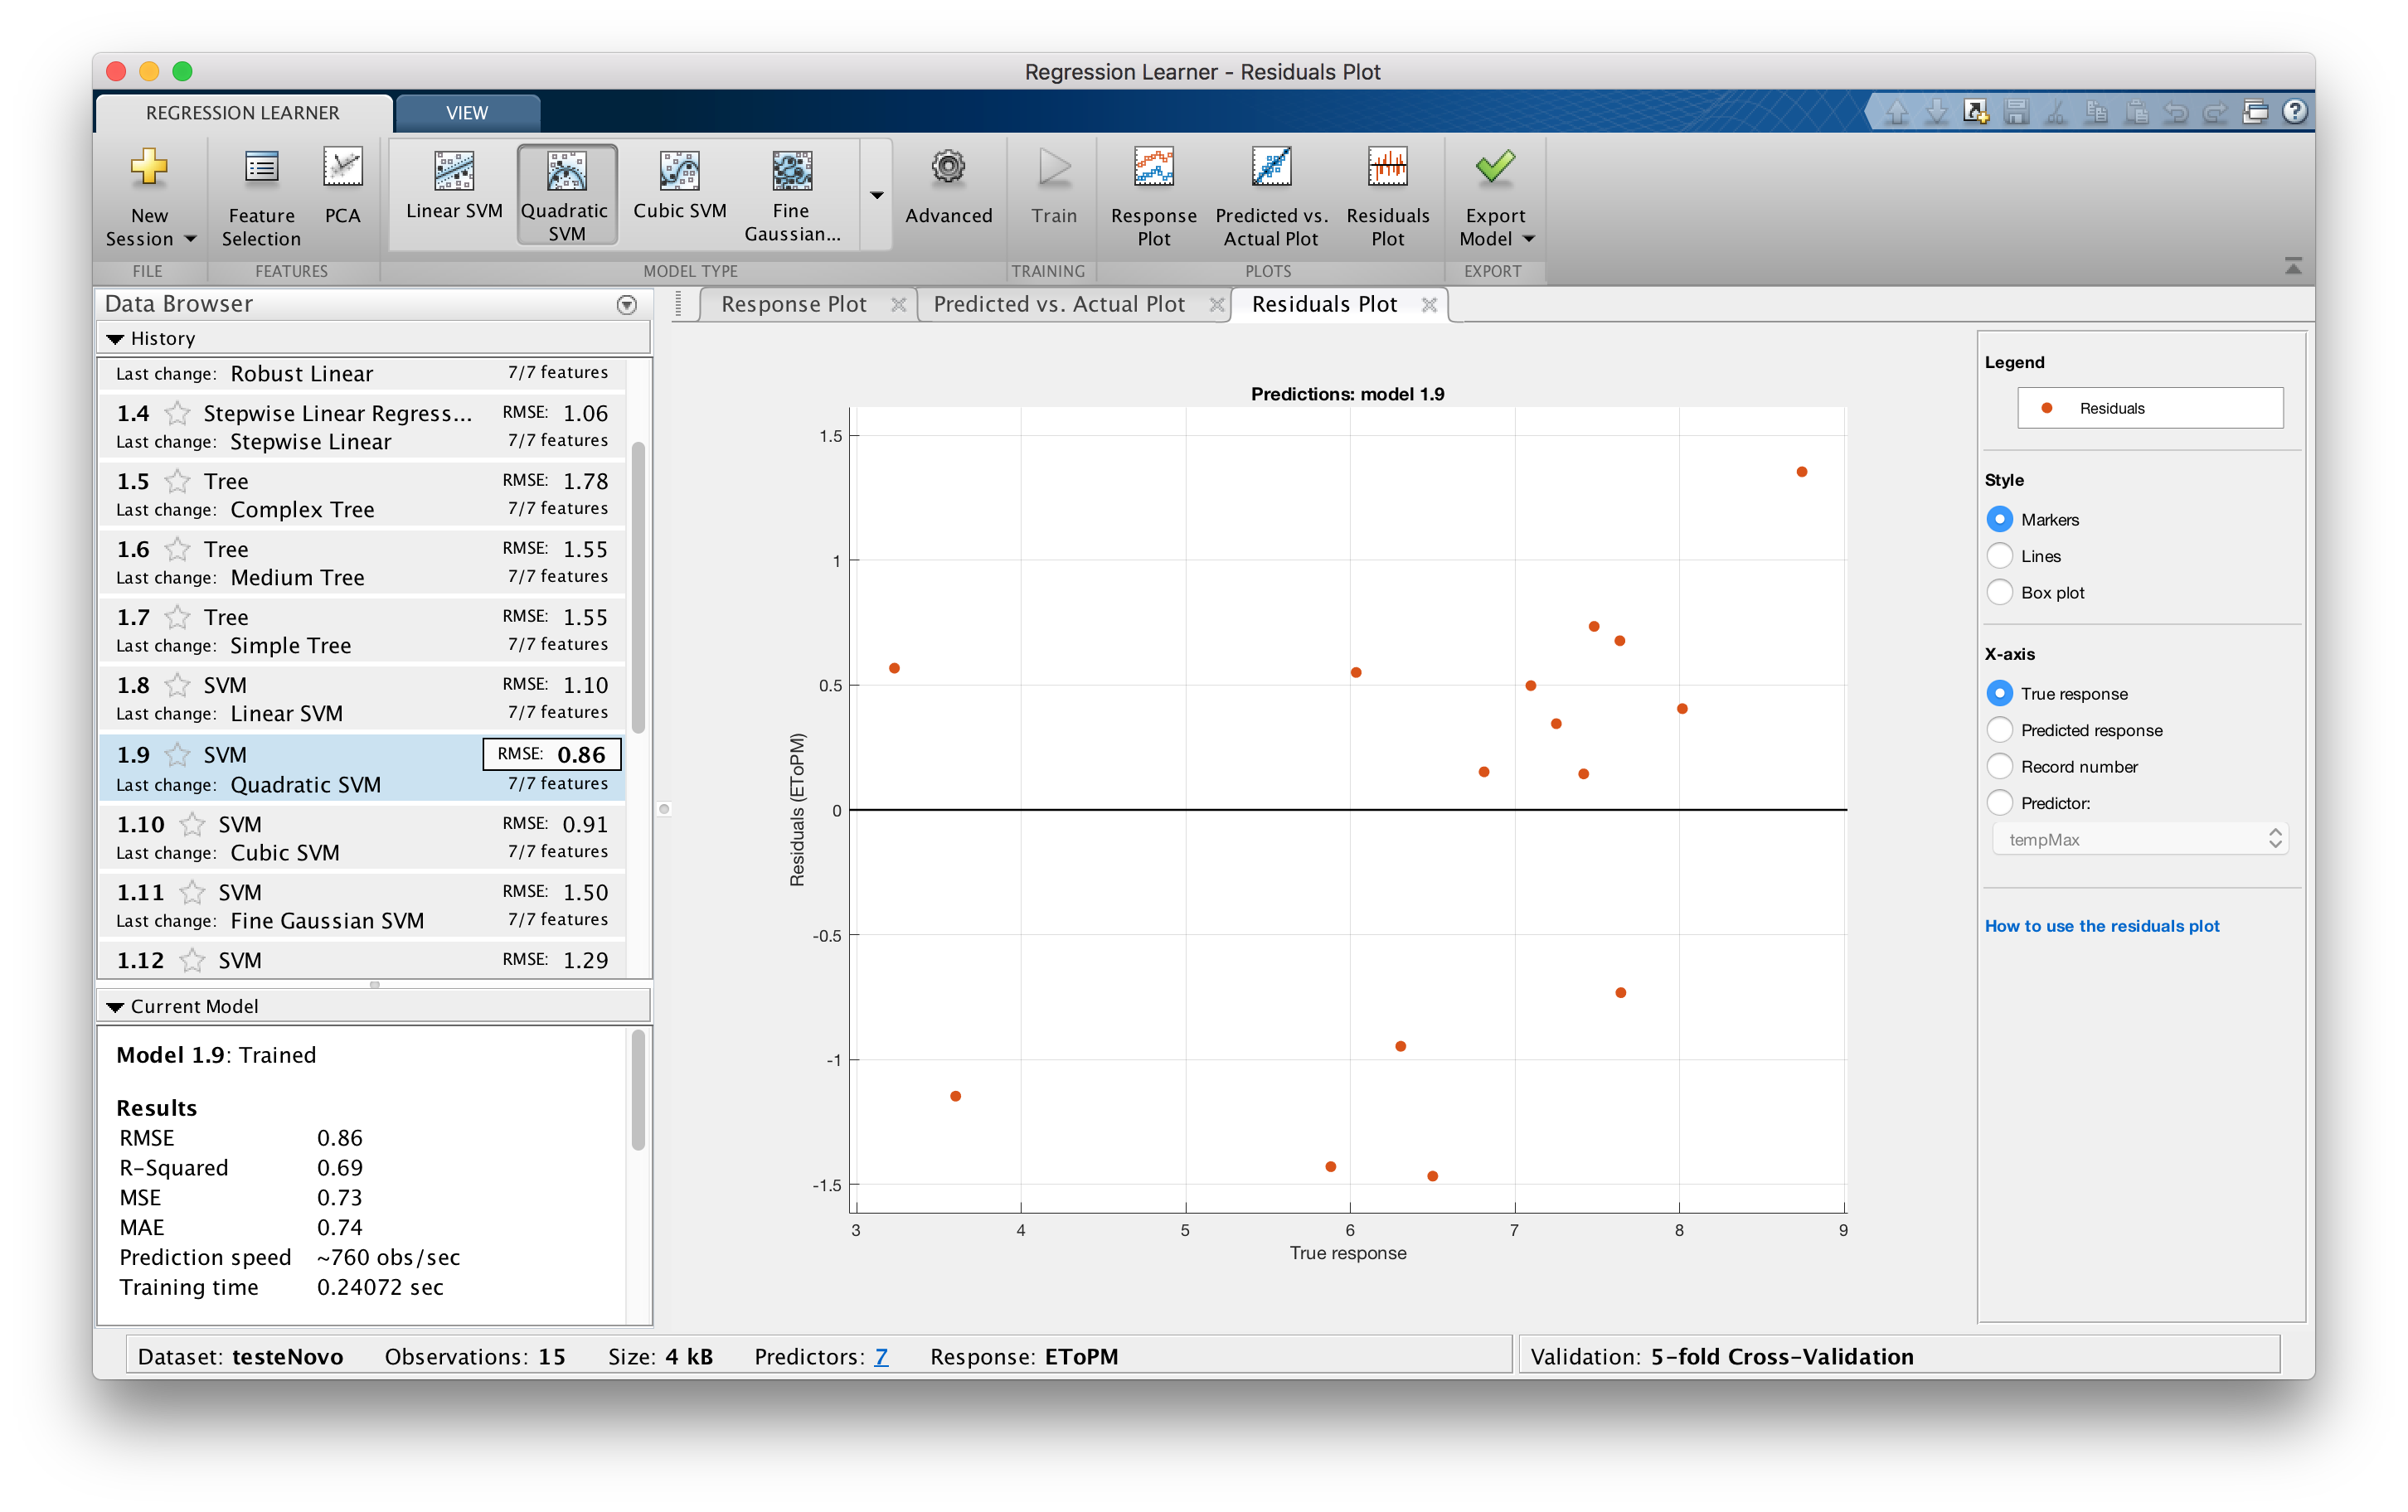 Regression Learner - Residuals Plot
REGRESSION LEARNER
VIEW
New Session
Feature Selection
PCA
Linear SVM
Quadratic SVM
Cubic SVM
Fine Gaussian...
Advanced
Train
Response Plot
Predicted vs. Actual Plot
Residuals Plot
Export Model
FILE
FEATURES
MODEL TYPE
TRAINING
PLOTS
EXPORT
Data Browser
History
Last change: Robust Linear 7/7 features
1.4 Stepwise Linear Regress... RMSE: 1.06
Last change: Stepwise Linear 7/7 features
1.5 Tree RMSE: 1.78
Last change: Complex Tree 7/7 features
1.6 Tree RMSE: 1.55
Last change: Medium Tree 7/7 features
1.7 Tree RMSE: 1.55
Last change: Simple Tree 7/7 features
1.8 SVM RMSE: 1.10
Last change: Linear SVM 7/7 features
1.9 SVM RMSE: 0.86
Last change: Quadratic SVM 7/7 features
1.10 SVM RMSE: 0.91
Last change: Cubic SVM 7/7 features
1.11 SVM RMSE: 1.50
Last change: Fine Gaussian SVM 7/7 features
1.12 SVM RMSE: 1.29
Current Model
Model 1.9: Trained
Results
RMSE 0.86
R-Squared 0.69
MSE 0.73
MAE 0.74
Prediction speed ~760 obs/sec
Training time 0.24072 sec
Response Plot
Predicted vs. Actual Plot
Residuals Plot
Predictions: model 1.9
1.5
1
0.5
0
-0.5
-1
-1.5
Residuals (EToPM)
3 4 5 6 7 8 9
True response
Legend
Residuals
Style
Markers
Lines
Box plot
X-axis
True response
Predicted response
Record number
Predictor:
tempMax
How to use the residuals plot
Dataset: testeNovo Observations: 15 Size: 4 kB Predictors: 7 Response: EToPM
Validation: 5-fold Cross-Validation